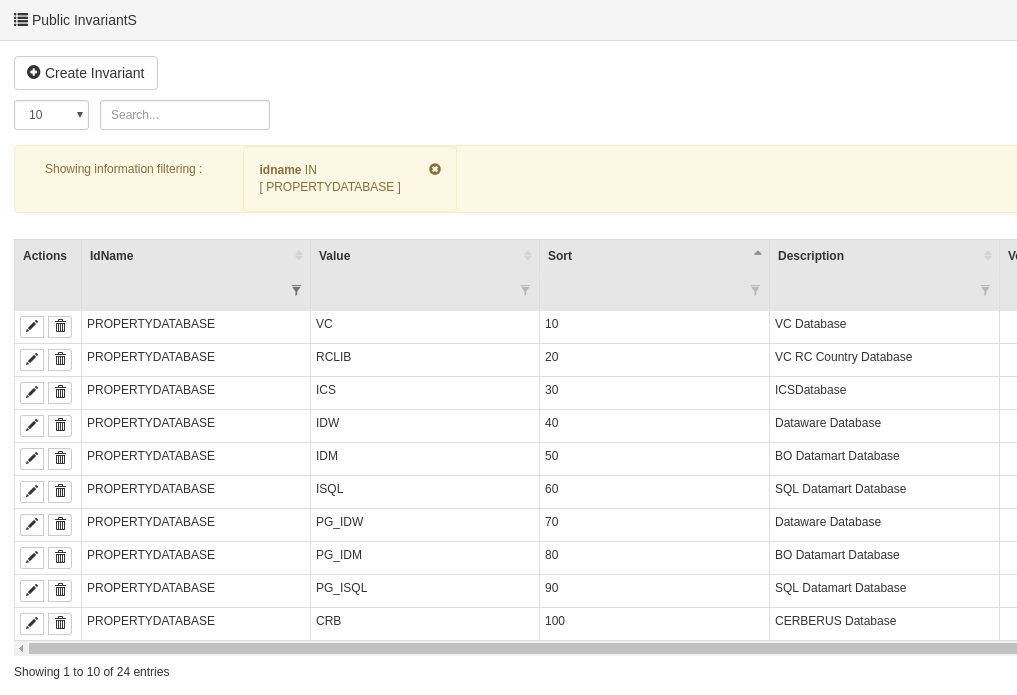 Public InvariantS
Create Invariant
10 Search...
Showing information filtering : idname IN
[ PROPERTYDATABASE ]
Actions IdName Value Sort Description
PROPERTYDATABASE VC 10 VC Database
PROPERTYDATABASE RCLIB 20 VC RC Country Database
PROPERTYDATABASE ICS 30 ICSDatabase
PROPERTYDATABASE IDW 40 Dataware Database
PROPERTYDATABASE IDM 50 BO Datamart Database
PROPERTYDATABASE ISQL 60 SQL Datamart Database
PROPERTYDATABASE PG_IDW 70 Dataware Database
PROPERTYDATABASE PG_IDM 80 BO Datamart Database
PROPERTYDATABASE PG_ISQL 90 SQL Datamart Database
PROPERTYDATABASE CRB 100 CERBERUS Database
Showing 1 to 10 of 24 entries